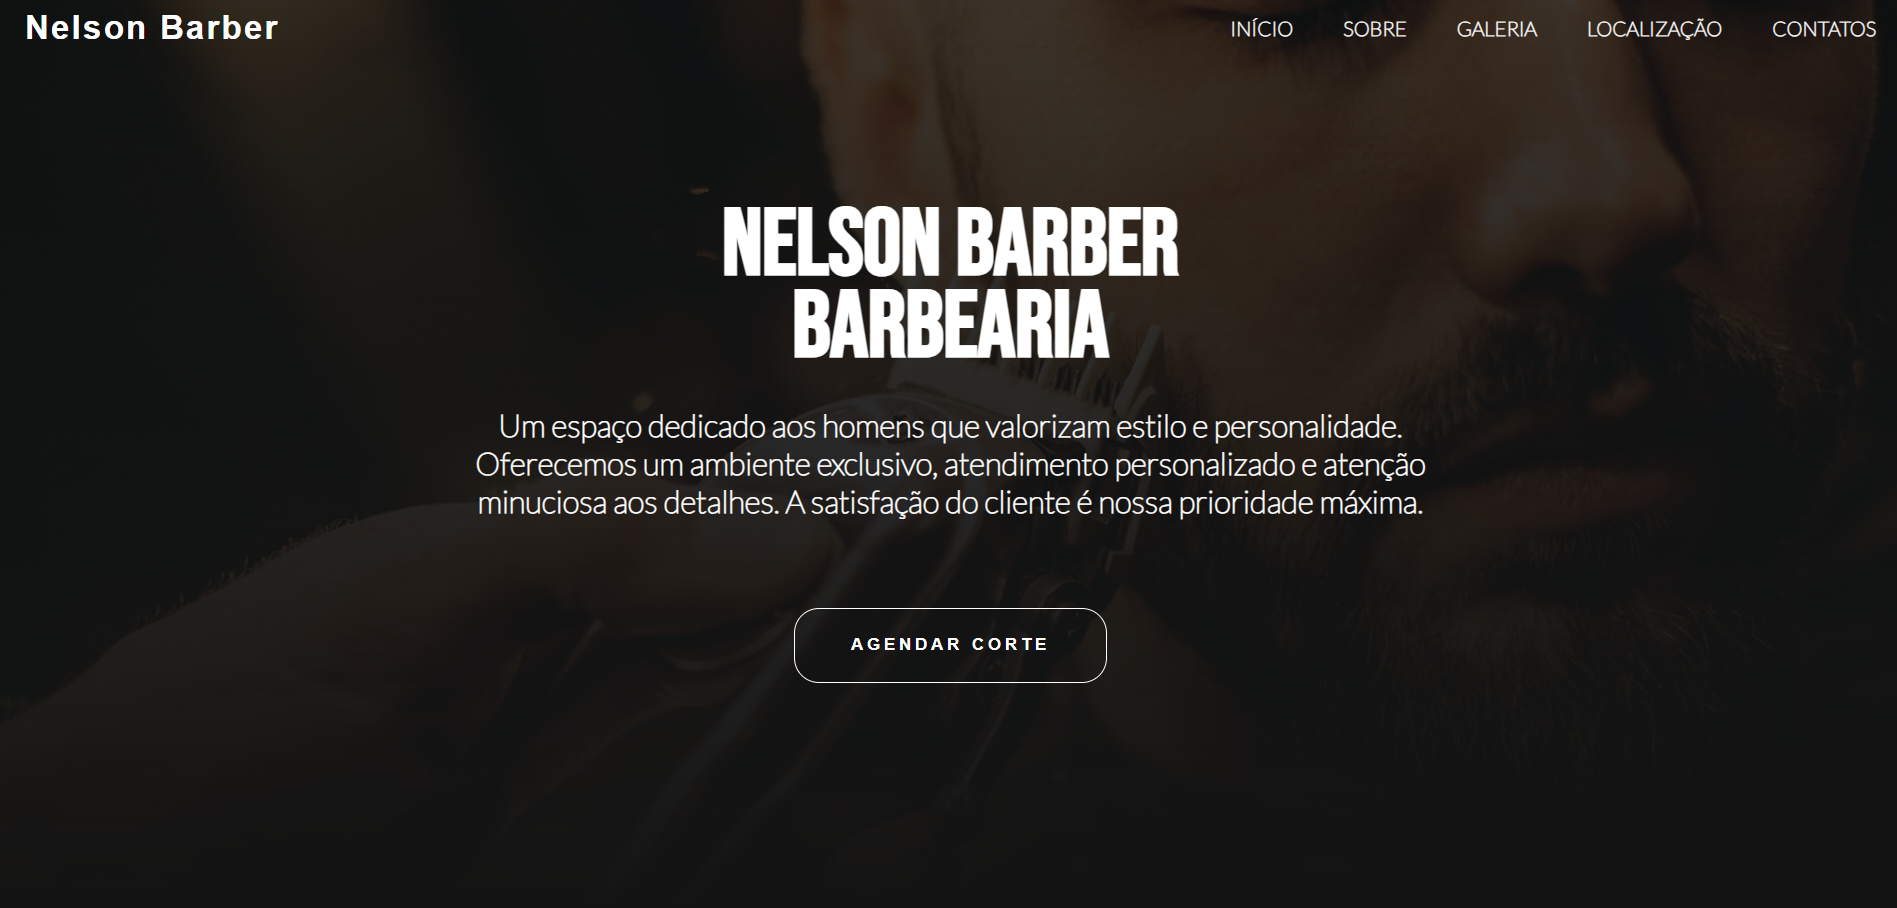 Nelson Barber
INÍCIO SOBRE GALERIA LOCALIZAÇÃO CONTATOS
NELSON BARBER
BARBEARIA
Um espaço dedicado aos homens que valorizam estilo e personalidade.
Oferecemos um ambiente exclusivo, atendimento personalizado e atenção
minuciosa aos detalhes. A satisfação do cliente é nossa prioridade máxima.
AGENDAR CORTE